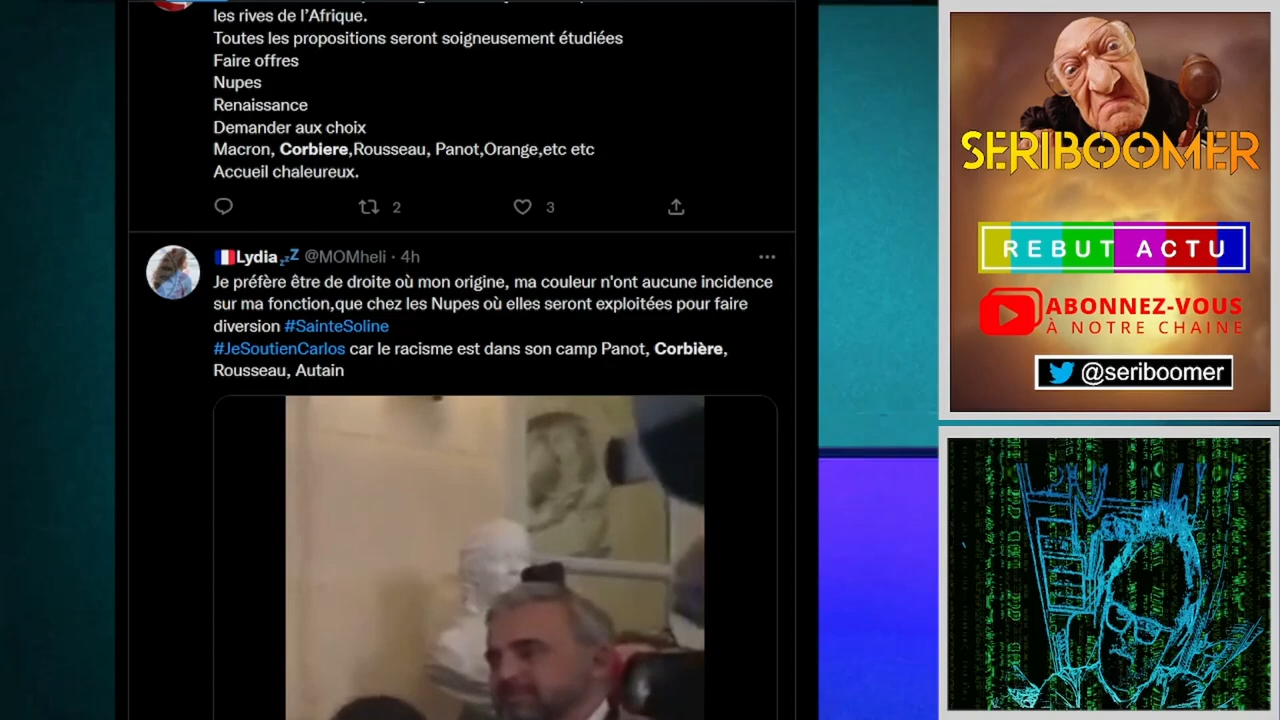 les rives de l’Afrique.
Toutes les propositions seront soigneusement étudiées
Faire offres
Nupes
Renaissance
Demander aux choix
Macron, Corbiere,Rousseau, Panot,Orange,etc etc
Accueil chaleureux.
2
3
Lydia @MOMheli · 4h
Je préfère être de droite où mon origine, ma couleur n'ont aucune incidence
sur ma fonction,que chez les Nupes où elles seront exploitées pour faire
diversion #SainteSoline
#JeSoutienCarlos car le racisme est dans son camp Panot, Corbière,
Rousseau, Autain
SERIBOOMER
REBUT ACTU
ABONNEZ-VOUS
À NOTRE CHAINE
@seriboomer